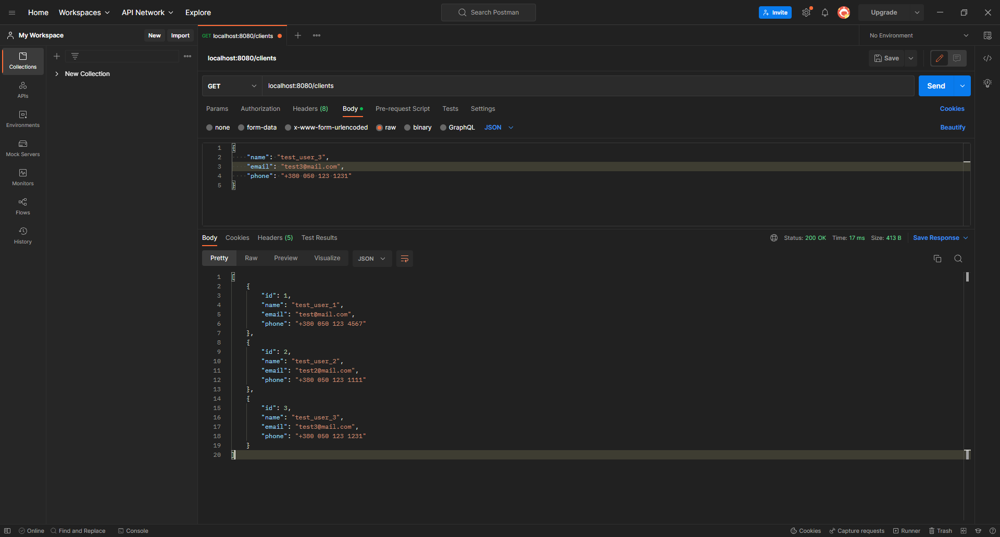 Home Workspaces API Network Explore Search Postman Invite Upgrade
My Workspace New Import GET localhost:8080/clients No Environment
localhost:8080/clients Save
Collections
New Collection
APIs
Environments
Mock Servers
Monitors
Flows
History
GET localhost:8080/clients Send
Params Authorization Headers (8) Body Pre-request Script Tests Settings Cookies
none form-data x-www-form-urlencoded raw binary GraphQL JSON Beautify
1 {
2 "name": "test_user_3",
3 "email": "test3@mail.com",
4 "phone": "+380 050 123 1231"
5 }
Body Cookies Headers (5) Test Results Status: 200 OK Time: 17 ms Size: 413 B Save Response
Pretty Raw Preview Visualize JSON
1 [
2 {
3 "id": 1,
4 "name": "test_user_1",
5 "email": "test@mail.com",
6 "phone": "+380 050 123 4567"
7 },
8 {
9 "id": 2,
10 "name": "test_user_2",
11 "email": "test2@mail.com",
12 "phone": "+380 050 123 1111"
13 },
14 {
15 "id": 3,
16 "name": "test_user_3",
17 "email": "test3@mail.com",
18 "phone": "+380 050 123 1231"
19 }
20 ]
Online Find and Replace Console Cookies Capture requests Runner Trash